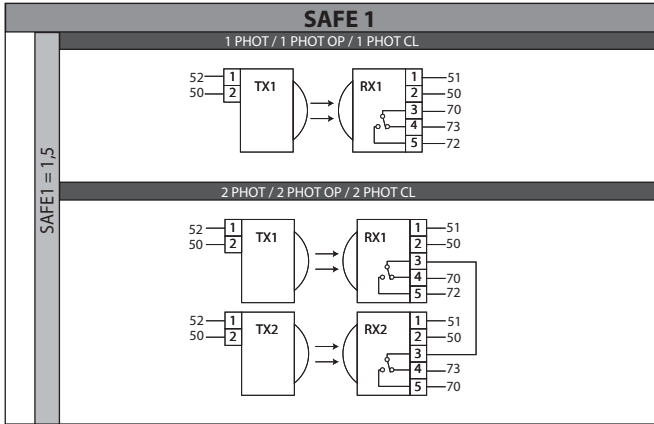 SAFE 1
1 PHOT / 1 PHOT OP / 1 PHOT CL
SAFE1 = 1,5
52 1 TX1 RX1 1 51
50 2 2 50
3 70
4 73
5 72
2 PHOT / 2 PHOT OP / 2 PHOT CL
52 1 TX1 RX1 1 51
50 2 2 50
3
4 70
5 72
52 1 TX2 RX2 1 51
50 2 2 50
3
4 73
5 70